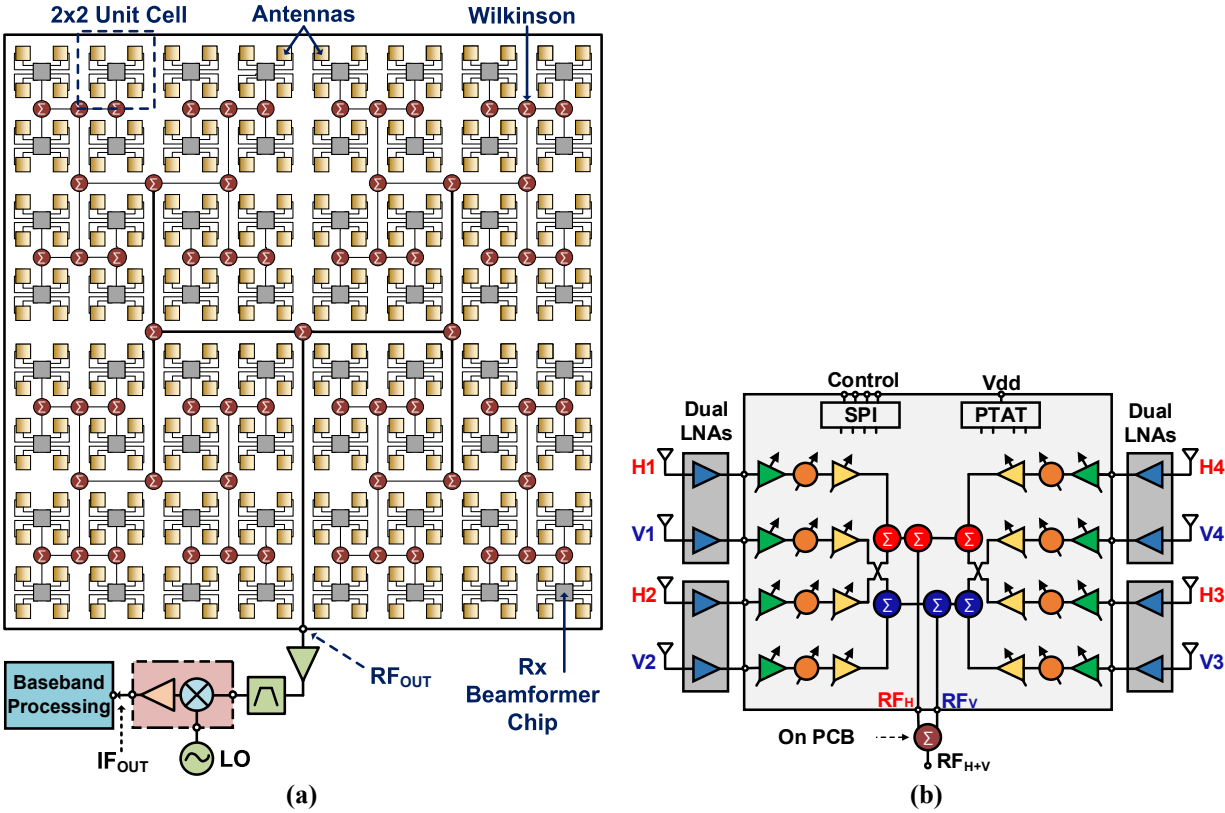 2x2 Unit Cell
Antennas
Wilkinson
RF_OUT
Rx
Beamformer
Chip
Baseband
Processing
IF_OUT
LO
(a)
Control
Vdd
SPI
PTAT
Dual
LNAs
Dual
LNAs
H1
V1
H2
V2
H4
V4
H3
V3
Σ Σ Σ
Σ Σ Σ
RF_H RF_V
On PCB
Σ
RF_H+V
(b)